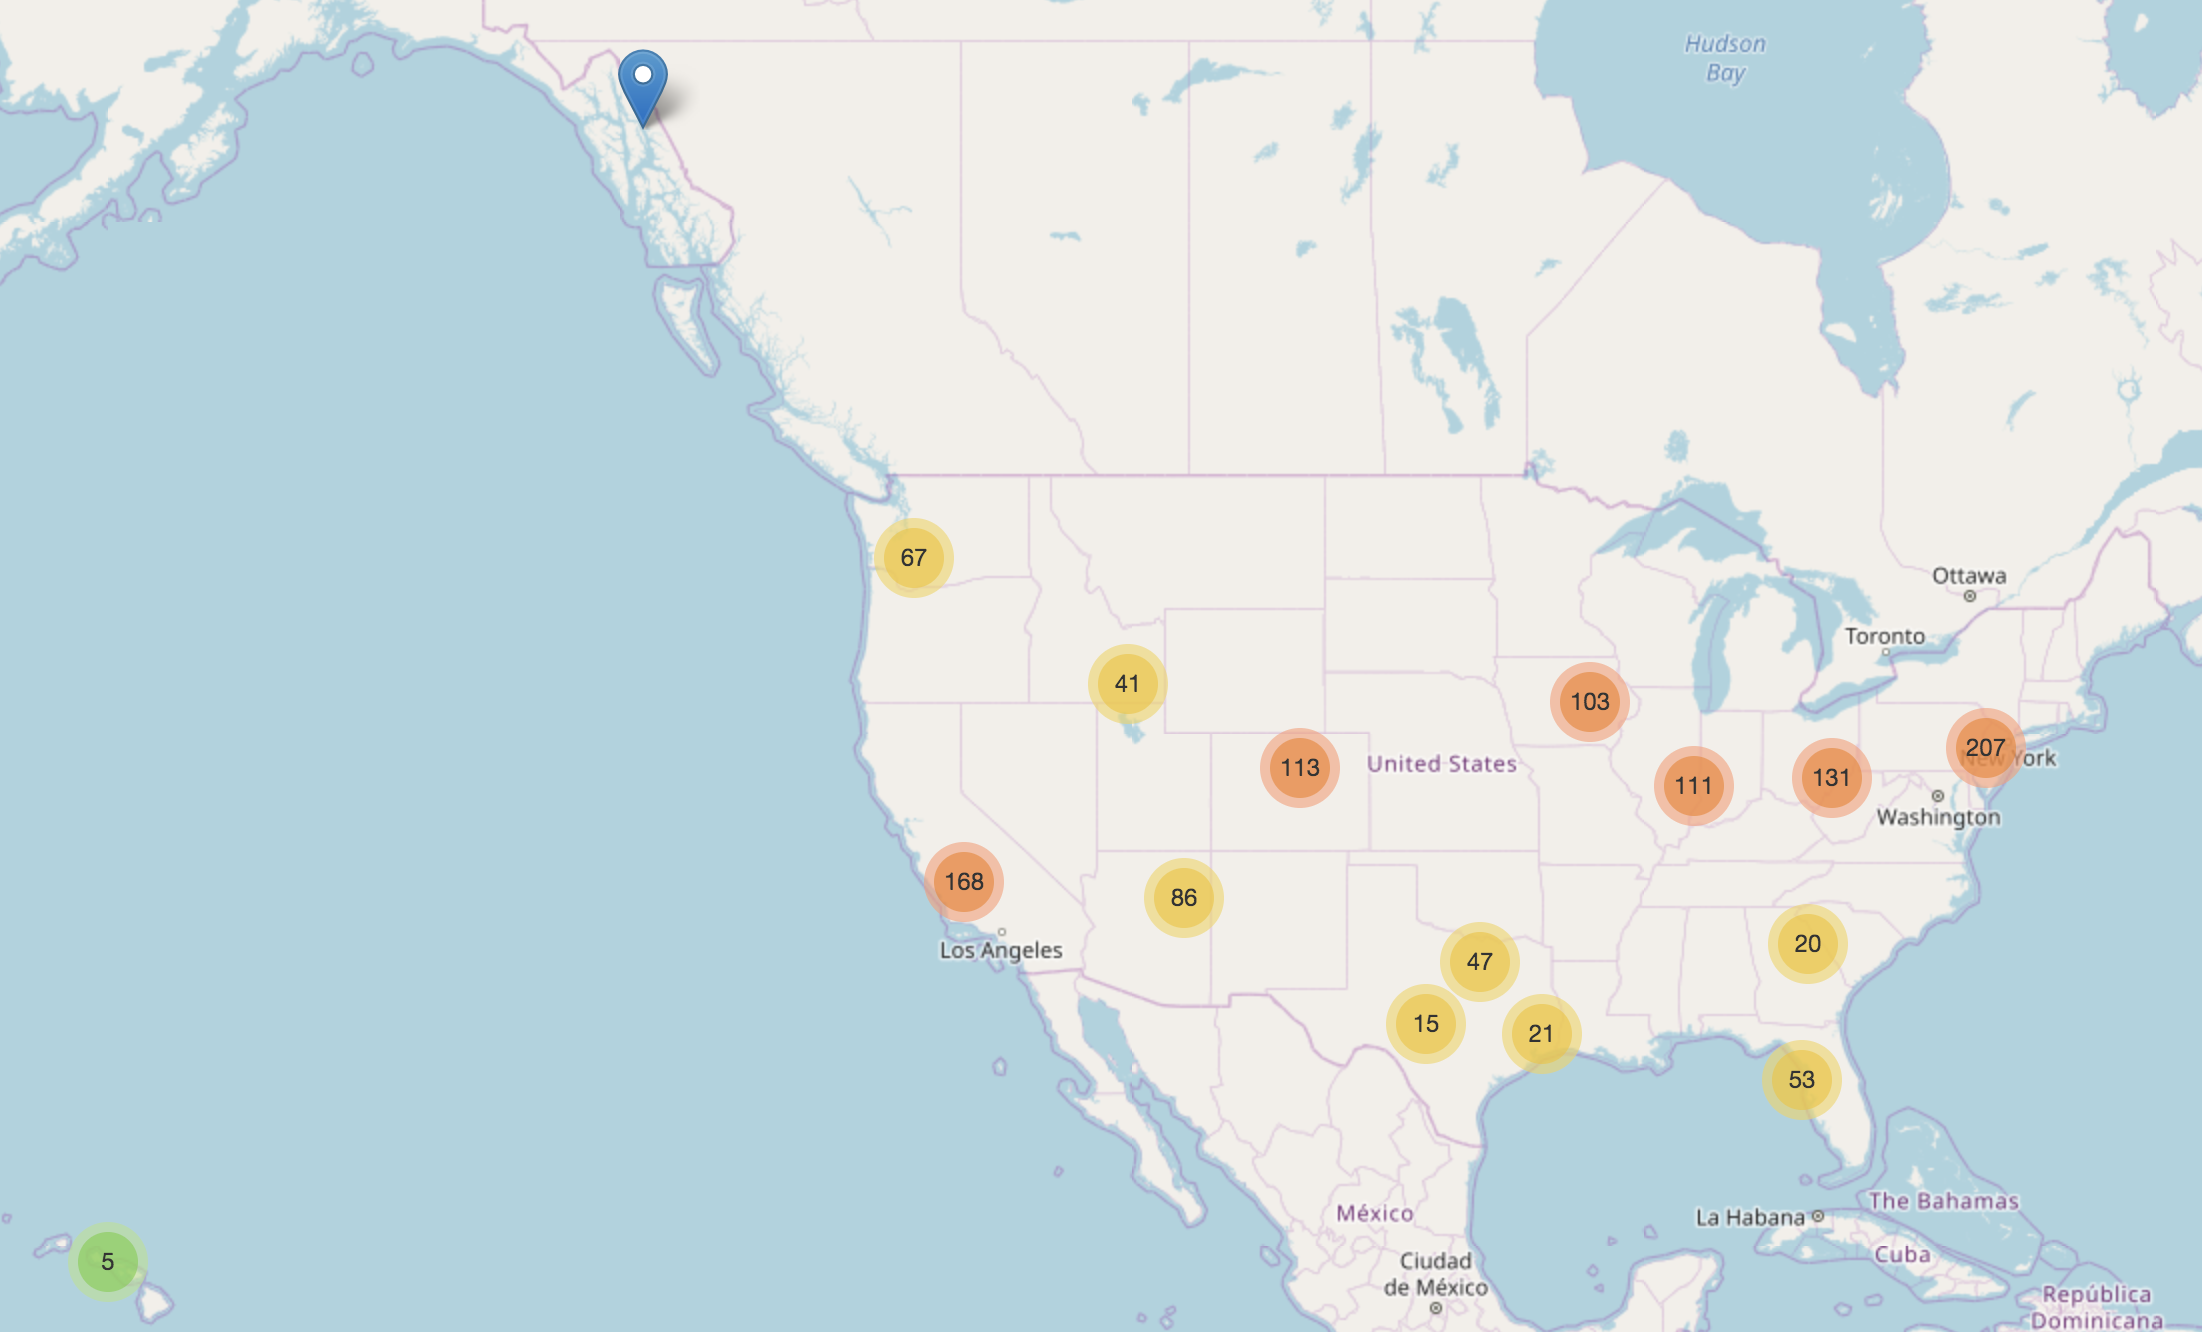 Hudson
Bay
67
Ottawa
Toronto
41
103
207
New York
113
United States
111
131
Washington
168
86
Los Angeles
20
47
15
21
53
México
La Habana
The Bahamas
Cuba
5
Ciudad
de México
República
Dominicana